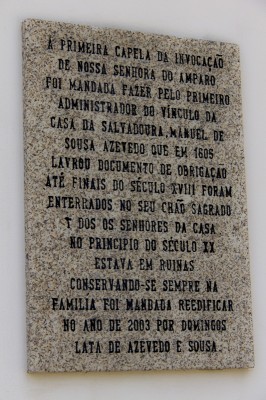 A PRIMEIRA CAPELA DA INVOCAÇÃO
DE NOSSA SENHORA DO AMPARO
FOI MANDADA FAZER PELO PRIMEIRO
ADMINISTRADOR DO VÍNCULO DA
CASA DA SALVADOURA, MANUEL DE
SOUSA AZEVEDO QUE EM 1605
LAVROU DOCUMENTO DE OBRIGAÇÃO
ATÉ FINAIS DO SÉCULO XVIII FORAM
ENTERRADOS NO SEU CHÃO SAGRADO
T DOS OS SENHORES DA CASA
NO PRINCIPIO DO SÉCULO XX
ESTAVA EM RUINAS
CONSERVANDO-SE SEMPRE NA
FAMILIA FOI MANDADA REEDIFICAR
NO ANO DE 2003 POR DOMINGOS
LATA DE AZEVEDO E SOUSA.